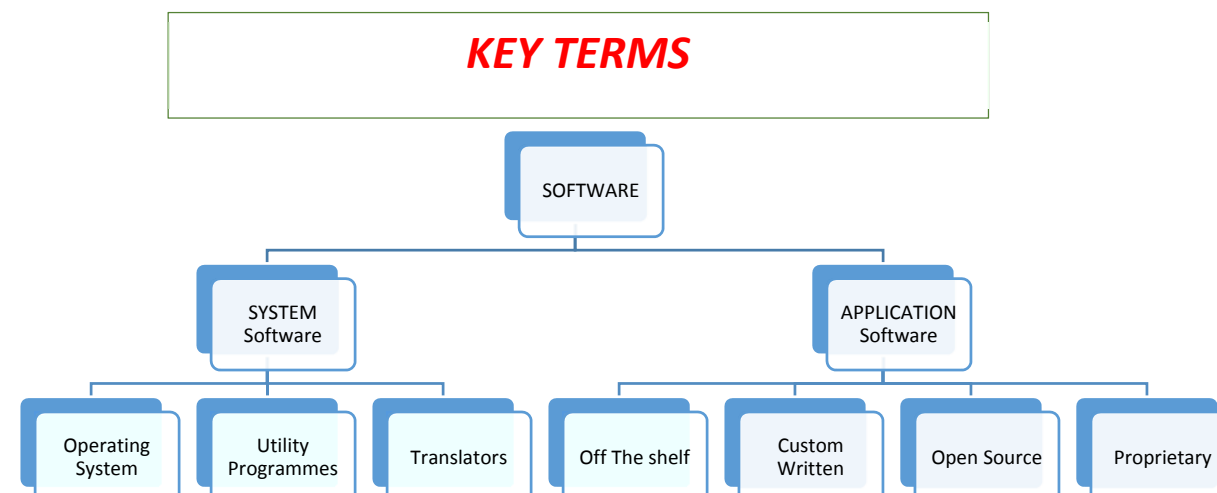 KEY TERMS
SOFTWARE
SYSTEM
Software
APPLICATION
Software
Operating
System
Utility
Programmes
Translators
Off The shelf
Custom
Written
Open Source
Proprietary